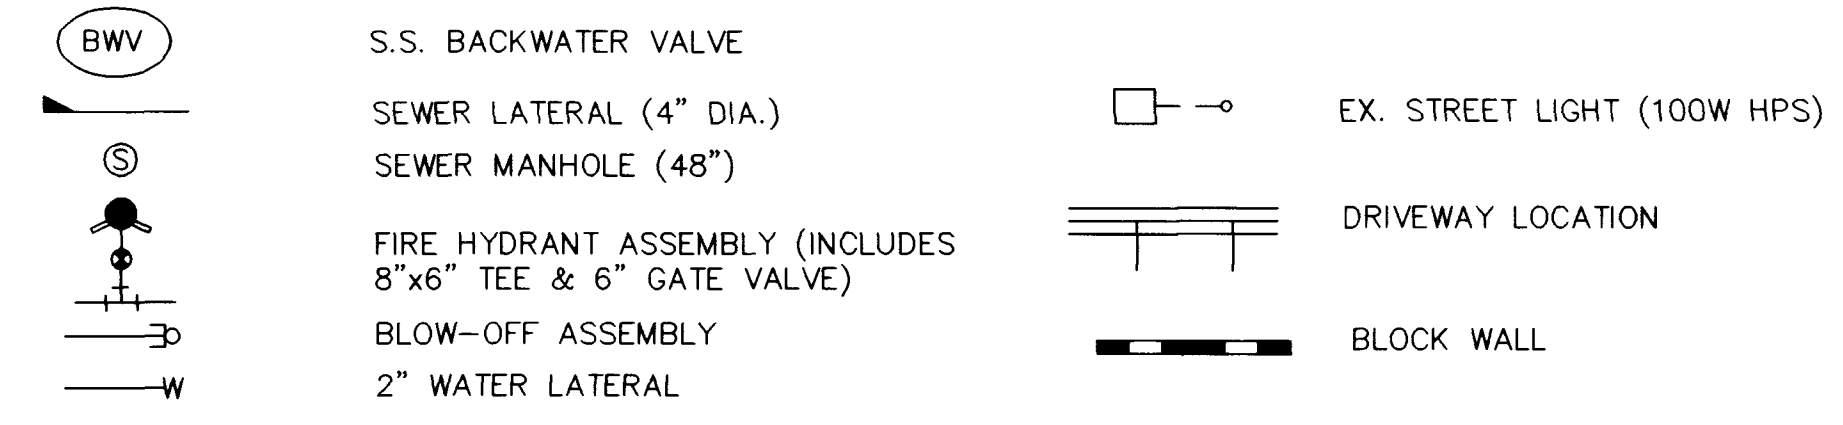 BWV S.S. BACKWATER VALVE
SEWER LATERAL (4" DIA.)
S SEWER MANHOLE (48")
FIRE HYDRANT ASSEMBLY (INCLUDES
8"x6" TEE & 6" GATE VALVE)
BLOW-OFF ASSEMBLY
W 2" WATER LATERAL
EX. STREET LIGHT (100W HPS)
DRIVEWAY LOCATION
BLOCK WALL